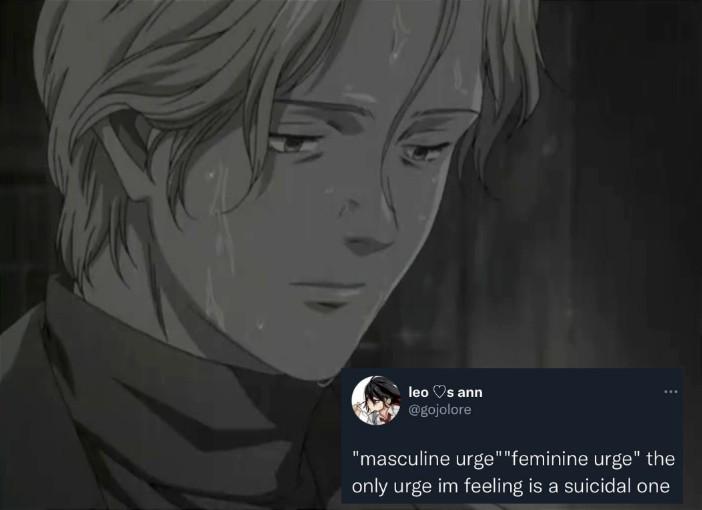 leo ♡s ann
@gojolore
"masculine urge""feminine urge" the
only urge im feeling is a suicidal one